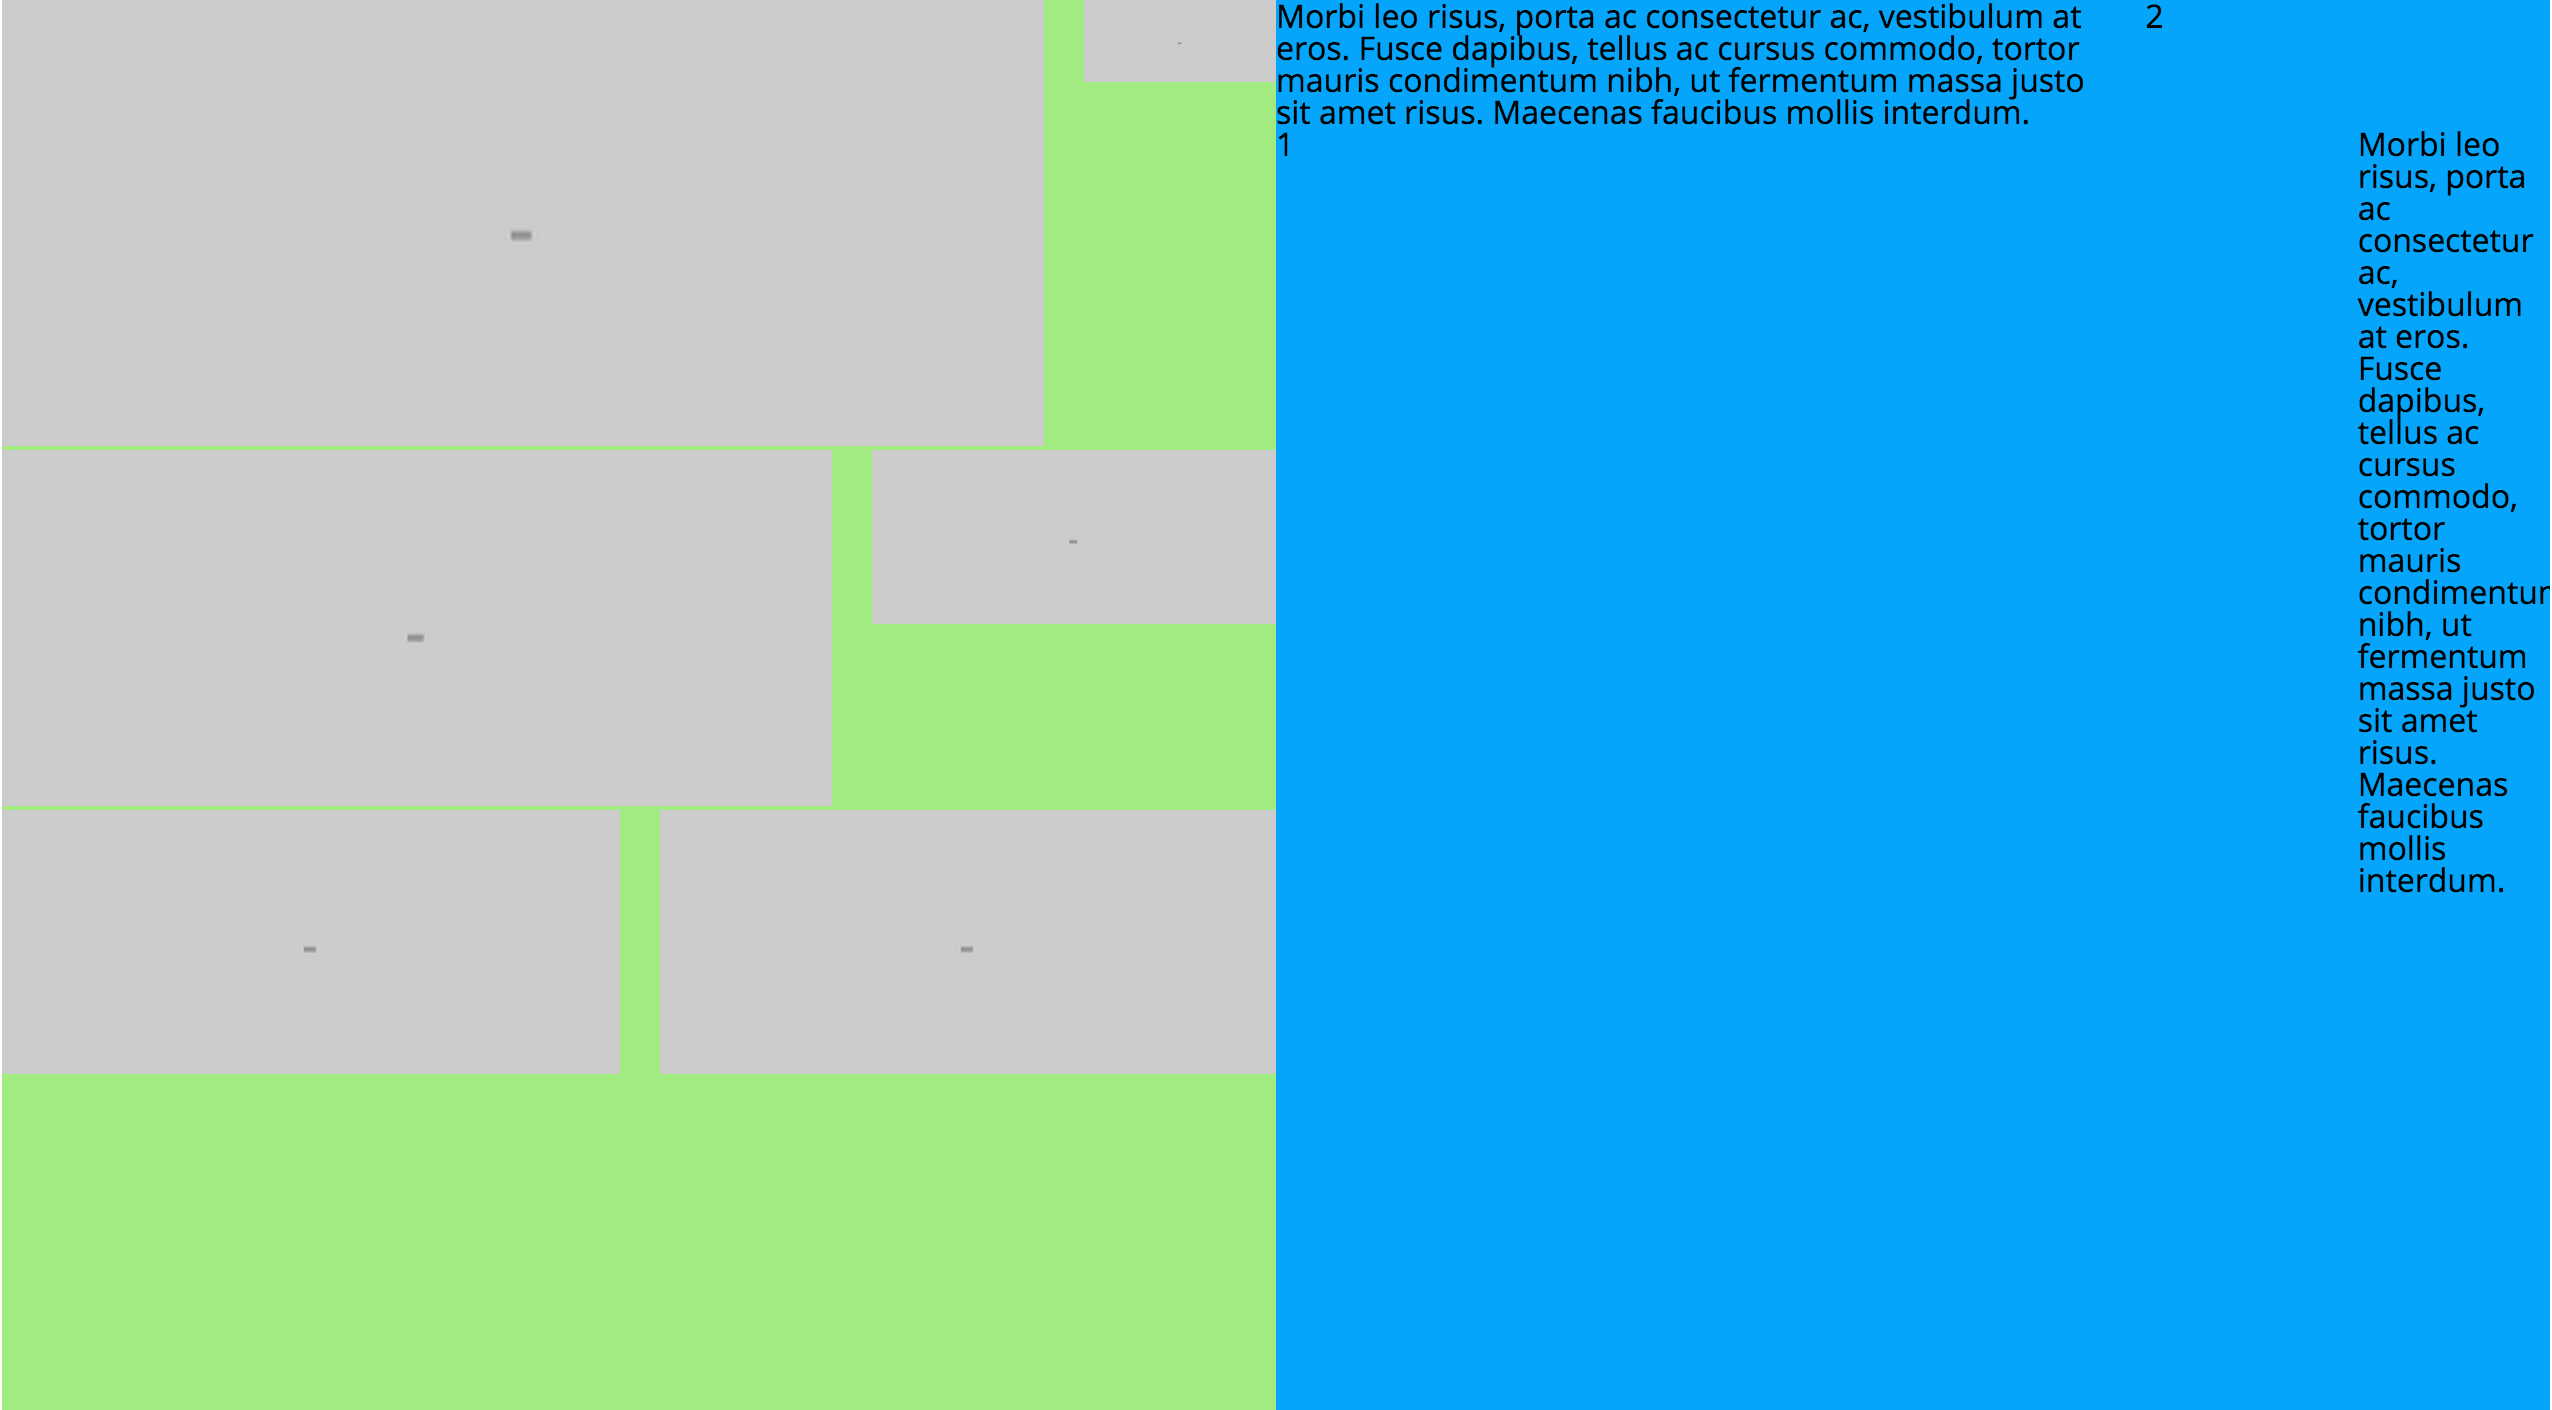 Morbi leo risus, porta ac consectetur ac, vestibulum at
eros. Fusce dapibus, tellus ac cursus commodo, tortor
mauris condimentum nibh, ut fermentum massa justo
sit amet risus. Maecenas faucibus mollis interdum.
2
1
Morbi leo
risus, porta
ac
consectetur
ac,
vestibulum
at eros.
Fusce
dapibus,
tellus ac
cursus
commodo,
tortor
mauris
condimentum
nibh, ut
fermentum
massa justo
sit amet
risus.
Maecenas
faucibus
mollis
interdum.